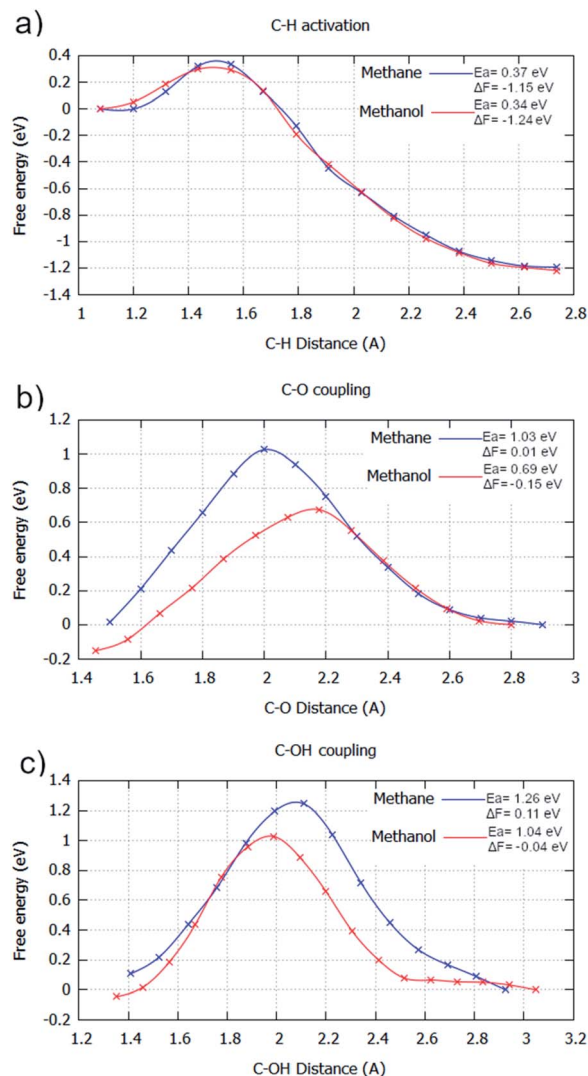 a)
C-H activation
Free energy (eV)
0.4
0.2
0
-0.2
-0.4
-0.6
-0.8
-1
-1.2
-1.4
Methane
Ea= 0.37 eV
ΔF= -1.15 eV
Methanol
Ea= 0.34 eV
ΔF= -1.24 eV
1 1.2 1.4 1.6 1.8 2 2.2 2.4 2.6 2.8
C-H Distance (A)
b)
C-O coupling
Free energy (eV)
1.2
1
0.8
0.6
0.4
0.2
0
-0.2
Methane
Ea= 1.03 eV
ΔF= 0.01 eV
Methanol
Ea= 0.69 eV
ΔF= -0.15 eV
1.4 1.6 1.8 2 2.2 2.4 2.6 2.8 3
C-O Distance (A)
c)
C-OH coupling
Free energy (eV)
1.4
1.2
1
0.8
0.6
0.4
0.2
0
-0.2
Methane
Ea= 1.26 eV
ΔF= 0.11 eV
Methanol
Ea= 1.04 eV
ΔF= -0.04 eV
1.2 1.4 1.6 1.8 2 2.2 2.4 2.6 2.8 3 3.2
C-OH Distance (A)